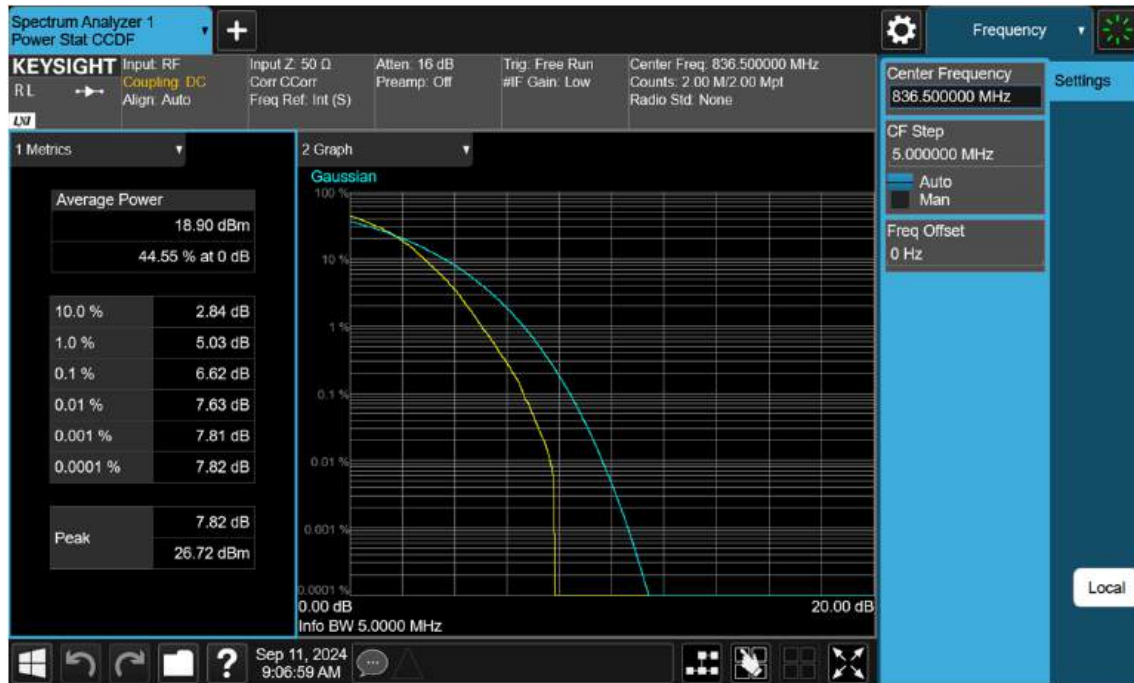 Spectrum Analyzer 1
Power Stat CCDF
Frequency
KEYSIGHT
RL
LXI
Input: RF
Coupling: DC
Align: Auto
Input Z: 50 Ω
Corr CCorr
Freq Ref: Int (S)
Atten: 16 dB
Preamp: Off
Trig: Free Run
#IF Gain: Low
Center Freq: 836.500000 MHz
Counts: 2.00 M/2.00 Mpt
Radio Std: None
Center Frequency
836.500000 MHz
Settings
CF Step
5.000000 MHz
Auto
Man
Freq Offset
0 Hz
1 Metrics
Average Power
18.90 dBm
44.55 % at 0 dB
10.0 % 2.84 dB
1.0 % 5.03 dB
0.1 % 6.62 dB
0.01 % 7.63 dB
0.001 % 7.81 dB
0.0001 % 7.82 dB
Peak
7.82 dB
26.72 dBm
2 Graph
Gaussian
100 %
10 %
1 %
0.1 %
0.01 %
0.001 %
0.0001 %
0.00 dB 20.00 dB
Info BW 5.0000 MHz
Local
?
Sep 11, 2024
9:06:59 AM